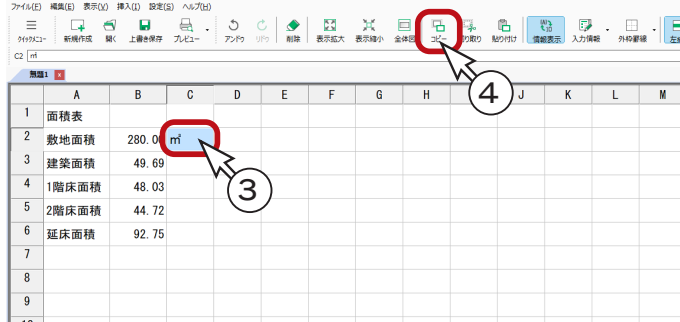 ファイル(F) 編集(E) 表示(V) 挿入(I) 設定(S) ヘルプ(H)
クイックメニュー 新規作成 開く 上書き保存 プレビュー アンドゥ リドゥ 削除 表示拡大 表示縮小 全体図 コピー り取り 貼り付け 情報表示 入力情報 外枠罫線 左
C2 ㎡
無題1 x
A B C D E F G H J K L M
1 面積表
2 敷地面積 280.00 ㎡
3 建築面積 49.69
③ ④
4 1階床面積 48.03
5 2階床面積 44.72
6 延床面積 92.75
7
8
9
10